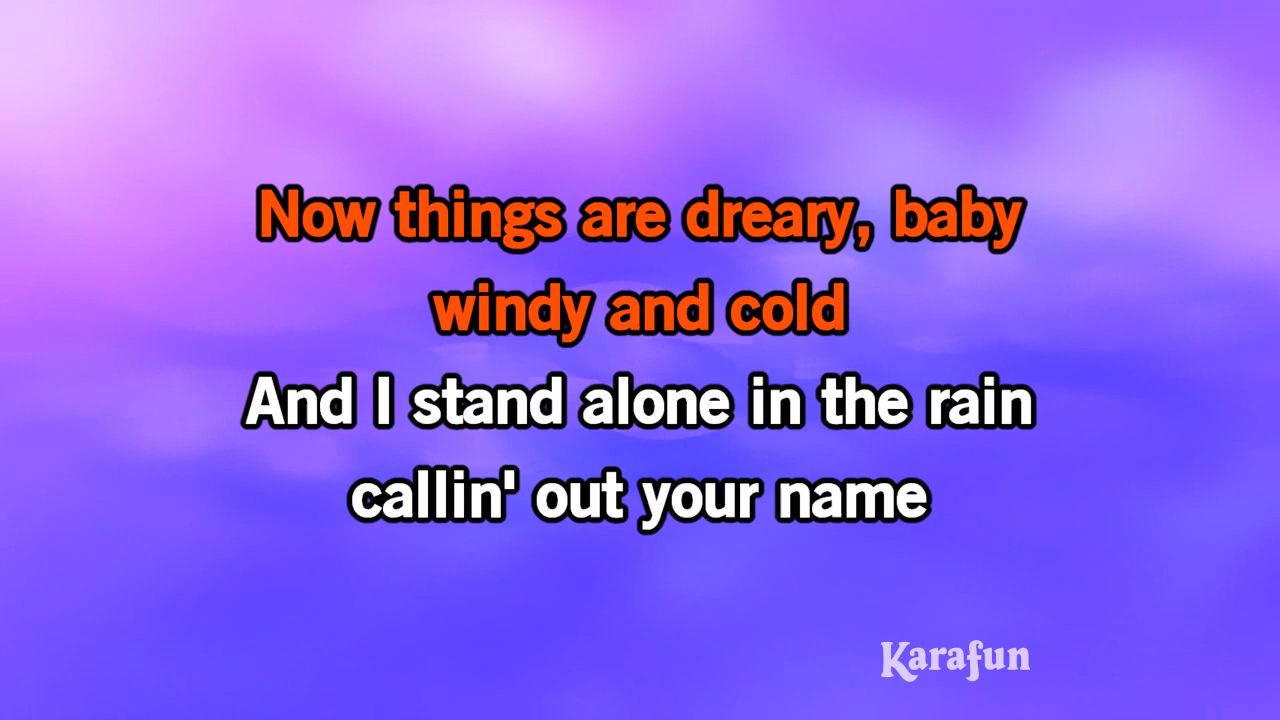 Now things are dreary, baby
windy and cold
And I stand alone in the rain
callin' out your name
Karafun